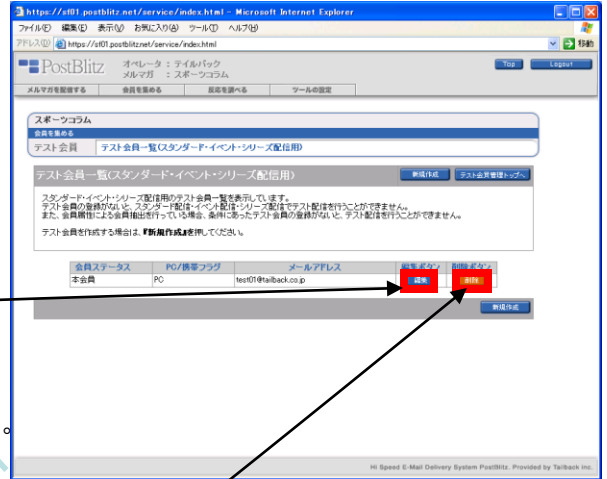 https://sf01.postblitz.net/service/index.html - Microsoft Internet Explorer
ファイル(F) 編集(E) 表示(V) お気に入り(A) ツール(T) ヘルプ(H)
アドレス(D) https://sf01.postblitz.net/service/index.html 移動
PostBlitz オペレータ : テイルバック Top Logout
メルマガ : スポーツコラム
メルマガを配信する 会員を集める 反応を調べる ツールの設定
スポーツコラム
会員を集める
テスト会員 テスト会員一覧(スタンダード・イベント・シリーズ配信用)
テスト会員一覧(スタンダード・イベント・シリーズ配信用) 新規作成 テスト会員管理トップへ
スタンダード・イベント・シリーズ配信用のテスト会員一覧を表示しています。
テスト会員の登録がないと、スタンダード配信・イベント配信・シリーズ配信でテスト配信を行うことができません。
また、会員属性による会員抽出を行っている場合、条件にあったテスト会員の登録がないと、テスト配信を行うことができません。
テスト会員を作成する場合は、『新規作成』を押してください。
会員ステータス PC/携帯フラグ メールアドレス 編集ボタン 削除ボタン
本会員 PC test01@tailback.co.jp 編集 削除
新規作成
。
Hi Speed E-Mail Delivery System PostBlitz. Provided by Tailback Inc.